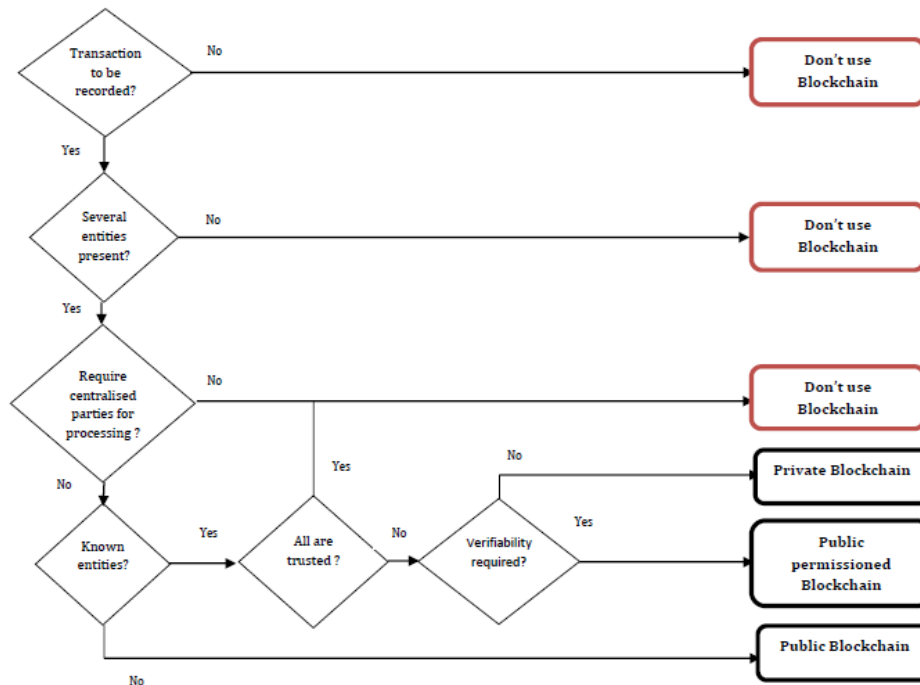 No
Transaction
to be
recorded?
Don't use
Blockchain
Yes
No
Several
entities
present?
Don't use
Blockchain
Yes
No
Require
centralised
parties for
processing ?
Don't use
Blockchain
No
Yes
No
Private Blockchain
Yes
Known
entities?
All are
trusted ?
No
Verifiability
required?
Yes
Public
permissioned
Blockchain
Public Blockchain
No